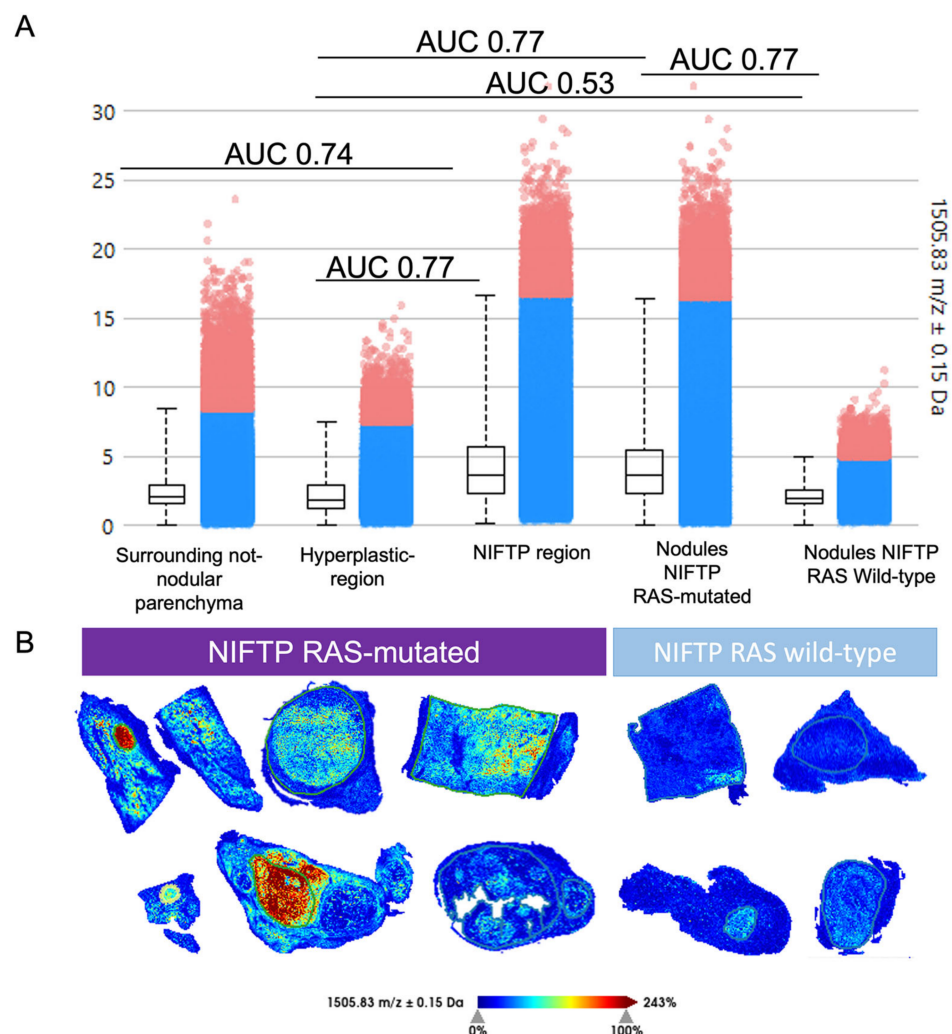 A
AUC 0.77
AUC 0.77
AUC 0.53
AUC 0.74
AUC 0.77
30
25
20
15
10
5
0
1505.83 m/z ± 0.15 Da
Surrounding not-
nodular
parenchyma
Hyperplastic-
region
NIFTP region
Nodules
NIFTP
RAS-mutated
Nodules NIFTP
RAS Wild-type
B
NIFTP RAS-mutated
NIFTP RAS wild-type
1505.83 m/z ± 0.15 Da
243%
0%
100%